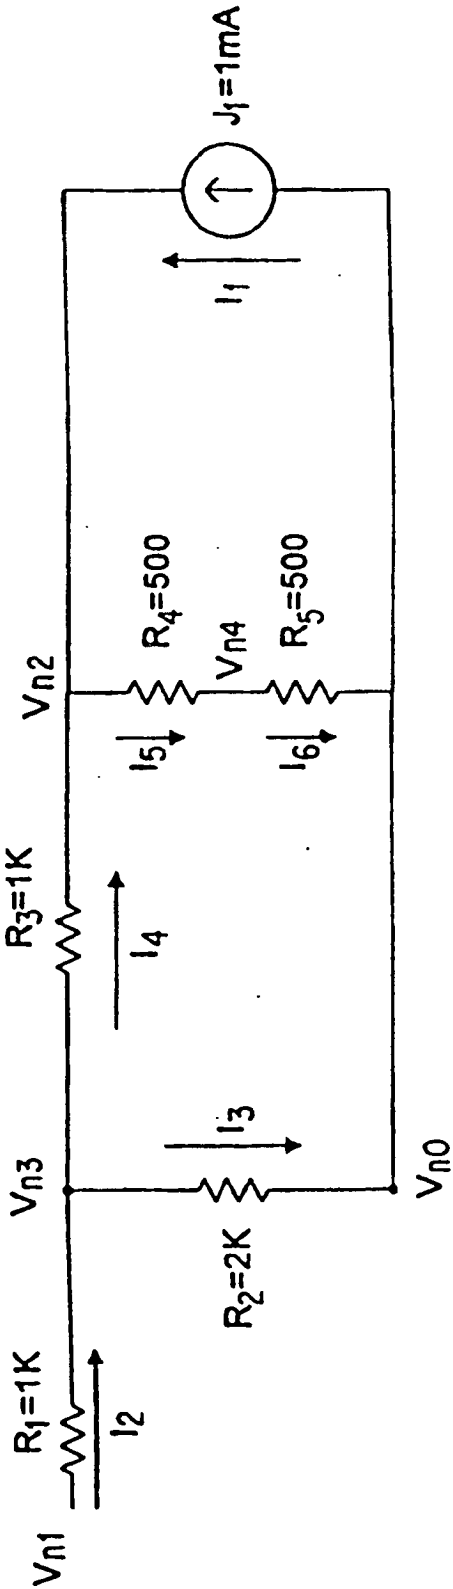 Vn1
R1=1K
I2
Vn3
R2=2K
I3
Vn0
R3=1K
I4
Vn2
I5
R4=500
Vn4
I6
R5=500
I1
J1=1mA